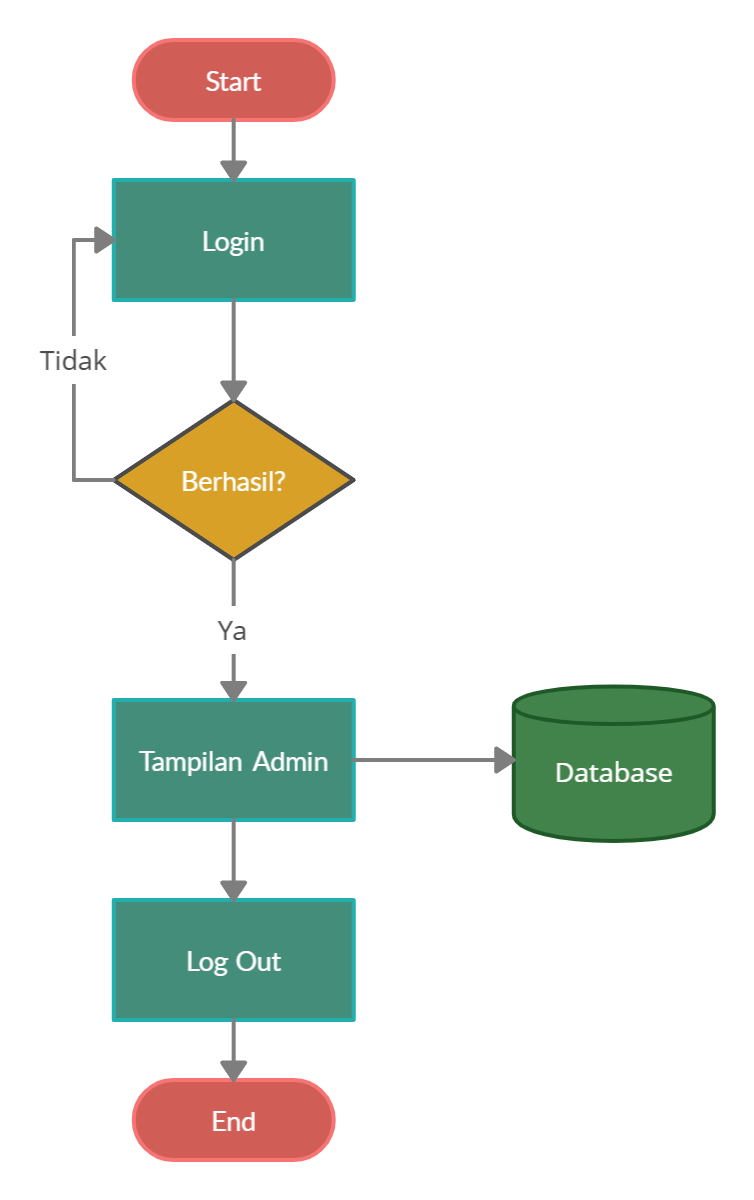 Start
Login
Tidak
Berhasil?
Ya
Tampilan Admin
Database
Log Out
End